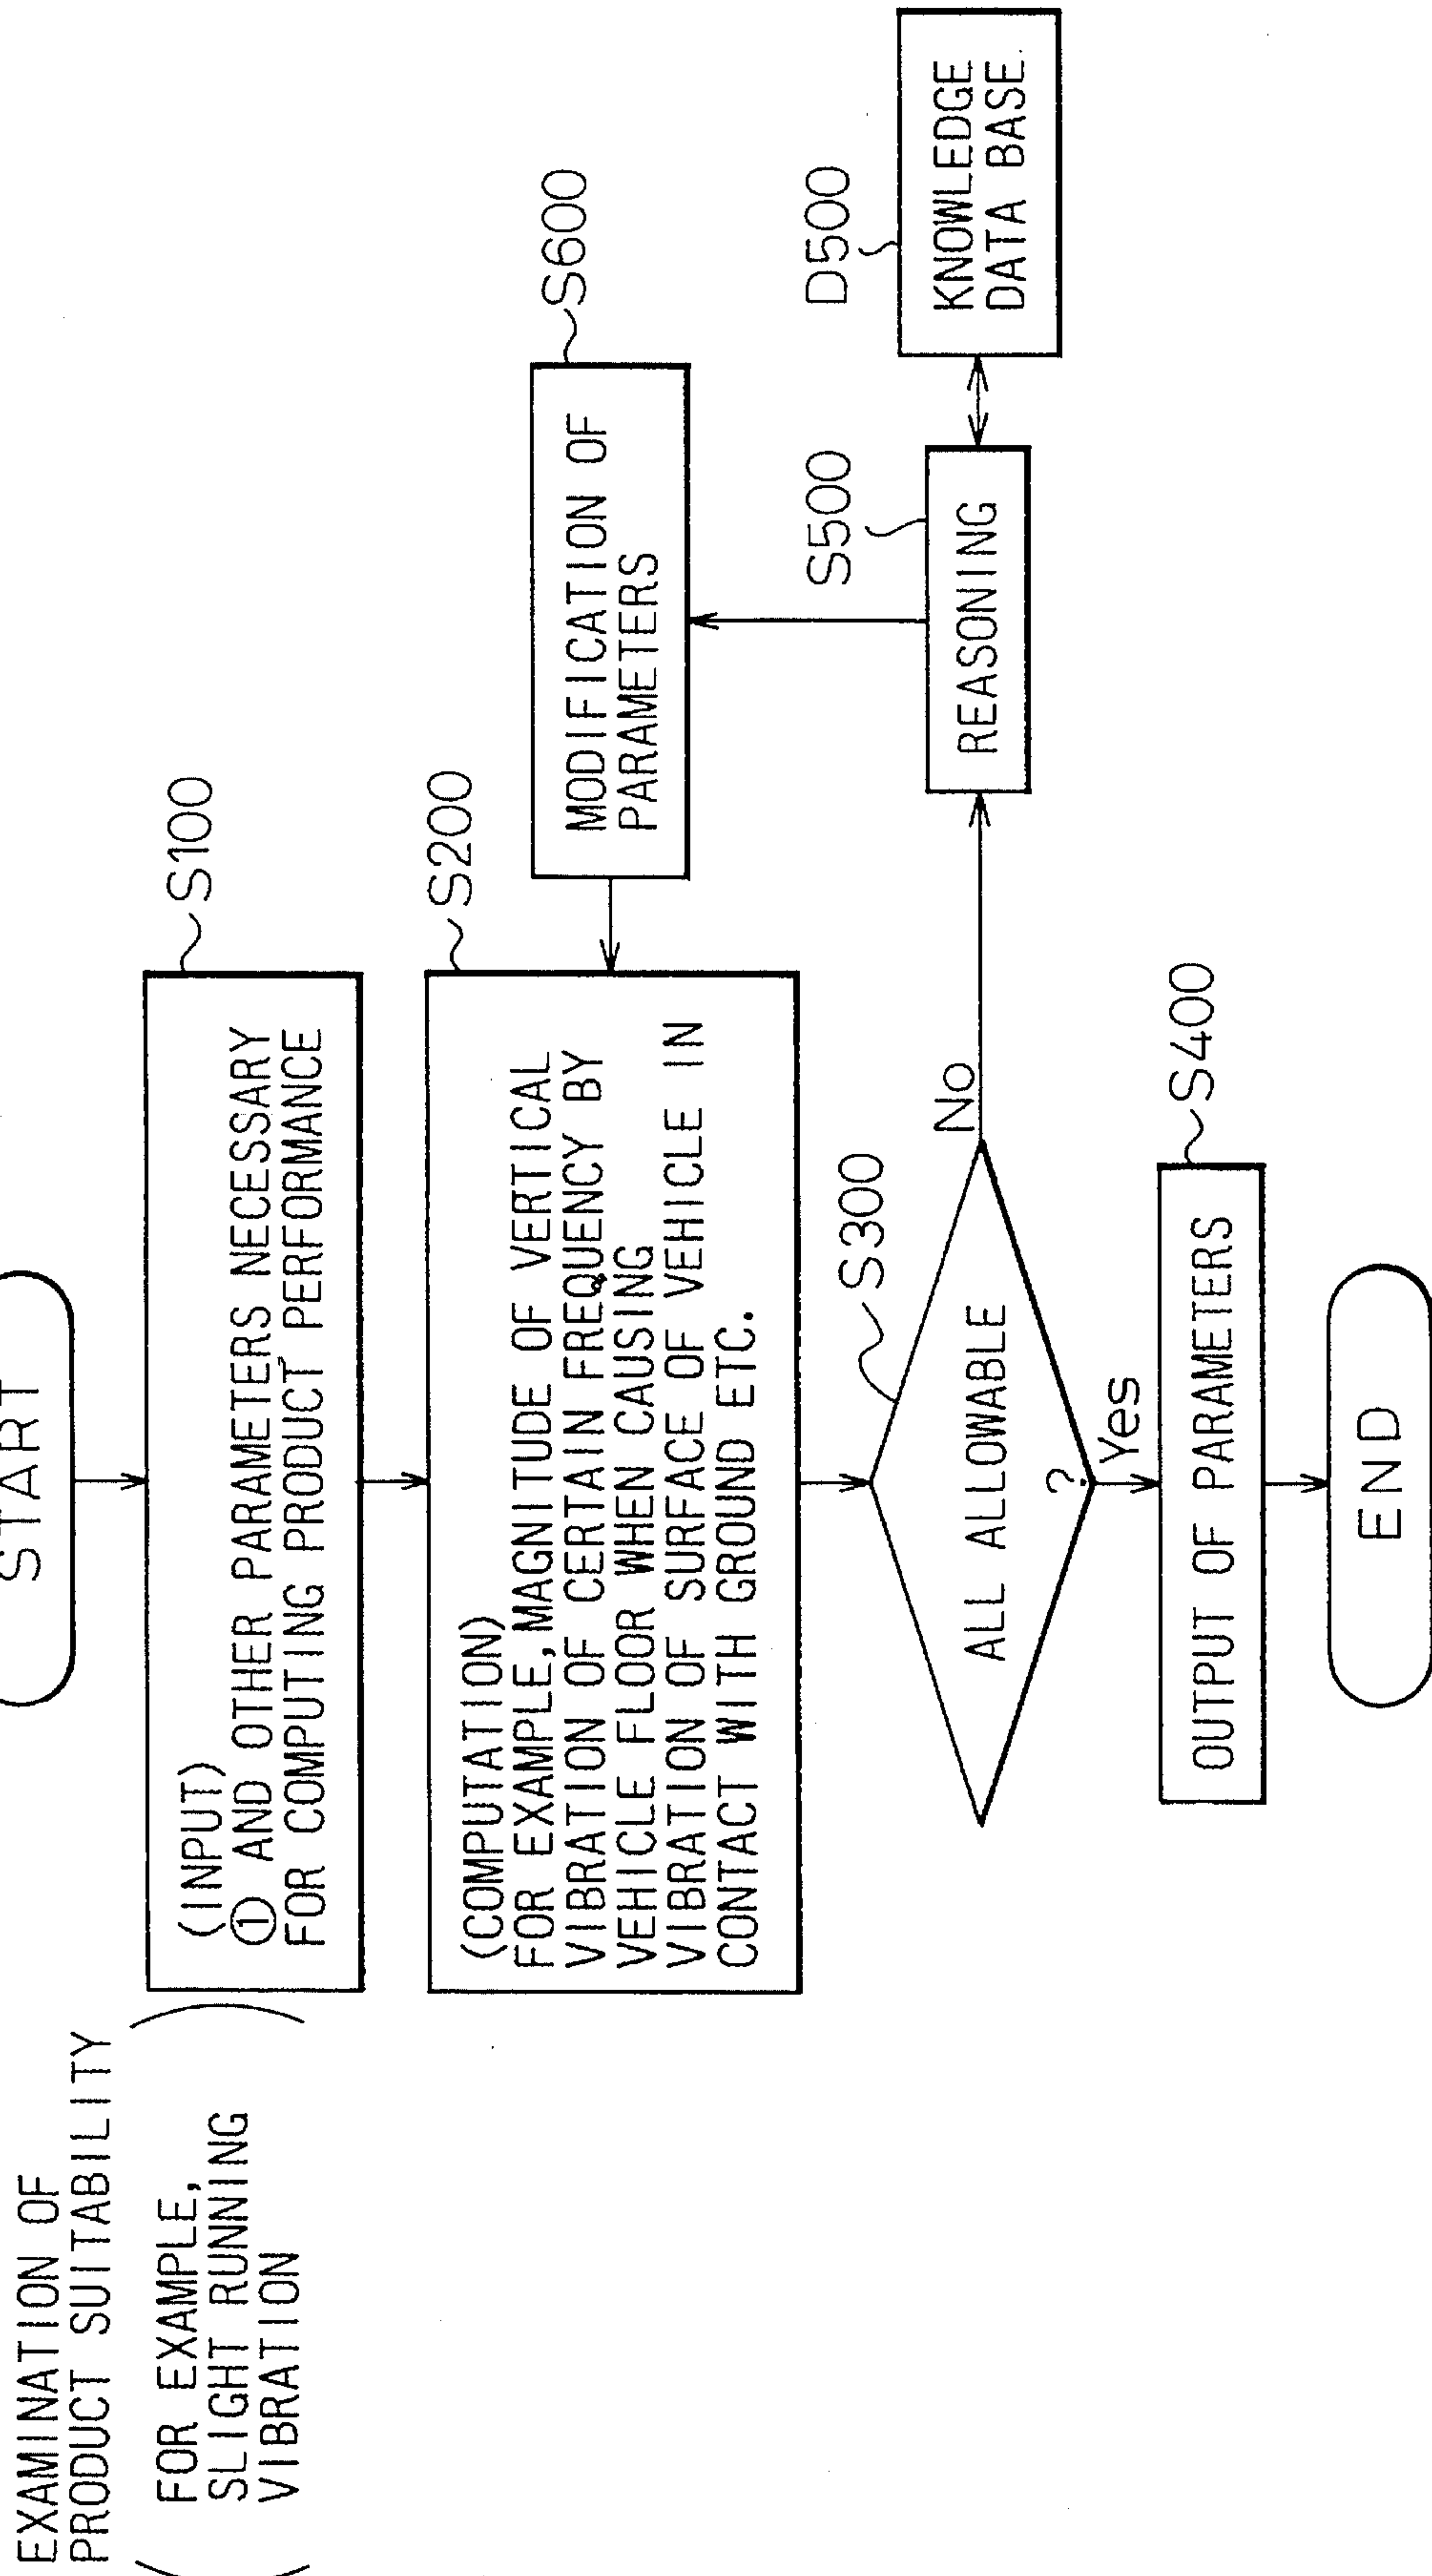 EXAMINATION OF
PRODUCT SUITABILITY
( FOR EXAMPLE,
SLIGHT RUNNING
VIBRATION )
START
(INPUT)
① AND OTHER PARAMETERS NECESSARY
FOR COMPUTING PRODUCT PERFORMANCE
S100
(COMPUTATION)
FOR EXAMPLE, MAGNITUDE OF VERTICAL
VIBRATION OF CERTAIN FREQUENCY BY
VEHICLE FLOOR WHEN CAUSING
VIBRATION OF SURFACE OF VEHICLE IN
CONTACT WITH GROUND ETC.
S200
MODIFICATION OF
PARAMETERS
S600
ALL ALLOWABLE
?
S300
No
REASONING
S500
KNOWLEDGE
DATA BASE.
D500
Yes
OUTPUT OF PARAMETERS
S400
END